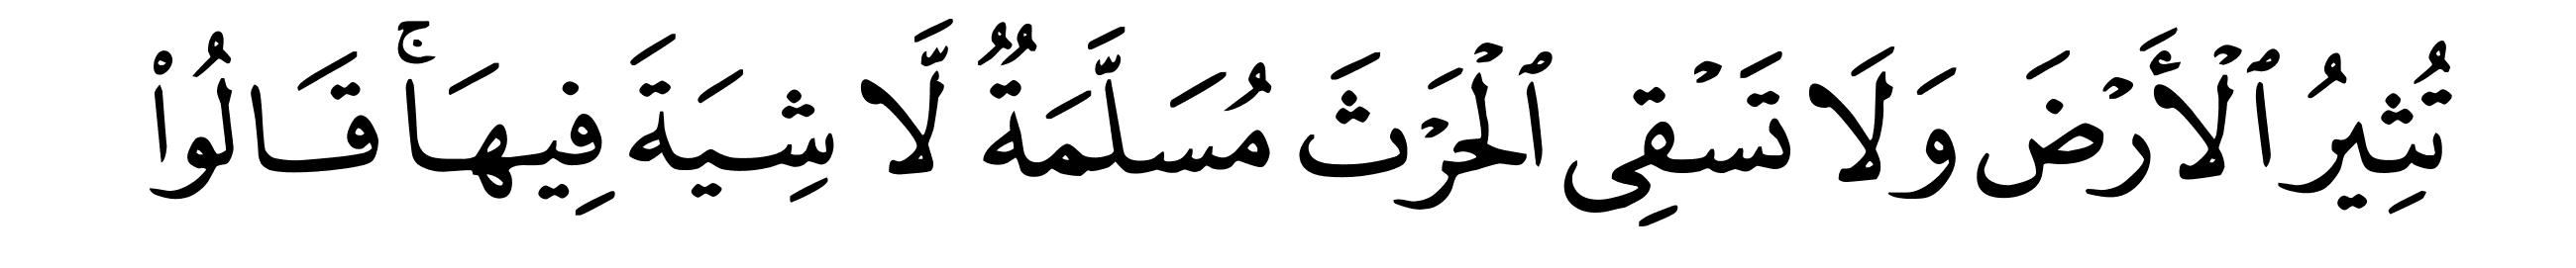 تُثِيرُ ٱلْأَرْضَ وَلَا تَسْقِى ٱلْحَرْثَ مُسَلَّمَةٌ لَّا شِيَةَ فِيهَا ۚ قَالُوا۟